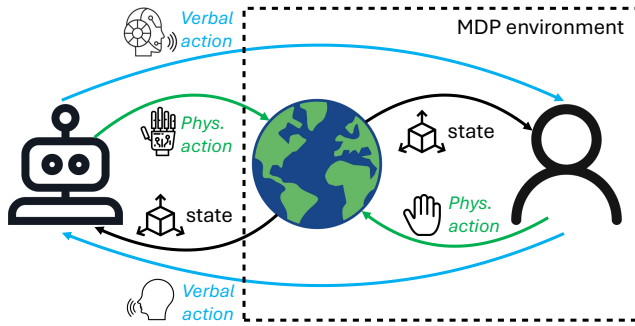 Verbal
action
MDP environment
Phys.
action
state
state
Phys.
action
Verbal
action